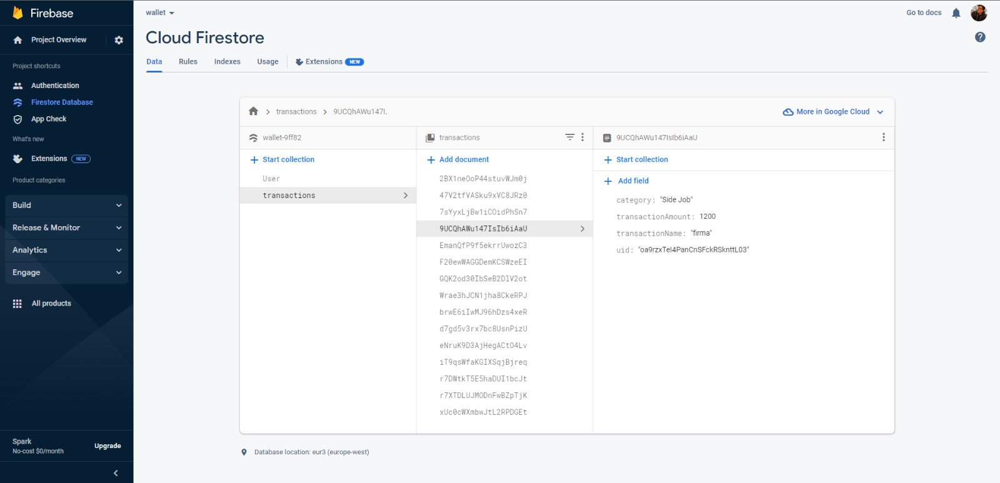 Firebase
Project Overview
Project shortcuts
Authentication
Firestore Database
App Check
What's new
Extensions NEW
Product categories
Build
Release & Monitor
Analytics
Engage
All products
Spark
No-cost $0/month
Upgrade
wallet
Go to docs
Cloud Firestore
Data Rules Indexes Usage Extensions NEW
transactions 9UCQhAWu147I.
More in Google Cloud
wallet-9ff82
Start collection
User
transactions
transactions
Add document
2BX1neOoP44stuvWJm0j
47V2tfVASku9xVC8JRz0
7sYyxLjBw1iCOidPhSn7
9UCQhAWu147IsIb6iAaU
EmanQfP9f5ekrrUwozC3
F20ewWAGGDemKCSWzeEI
GQK2od30IbSeB2DlV2ot
Wrae3hJCN1jha8CkeRPJ
brwE6iIwMJ96hDzs4xeR
d7gd5v3rx7bc8UsnPizU
eNruK9D3AjHegACtO4Lv
iT9qsWfaKGIXSqjBjreq
r7DWtkT5E5haDUI1bcJt
r7XTDLUJMODnFwBZpTjK
xUc0cWXmbwJtL2RPDGEt
9UCQhAWu147IsIb6iAaU
Start collection
Add field
category: "Side Job"
transactionAmount: 1200
transactionName: "firma"
uid: "oa9rzxTeI4PanCnSFckRSknttL03"
Database location: eur3 (europe-west)